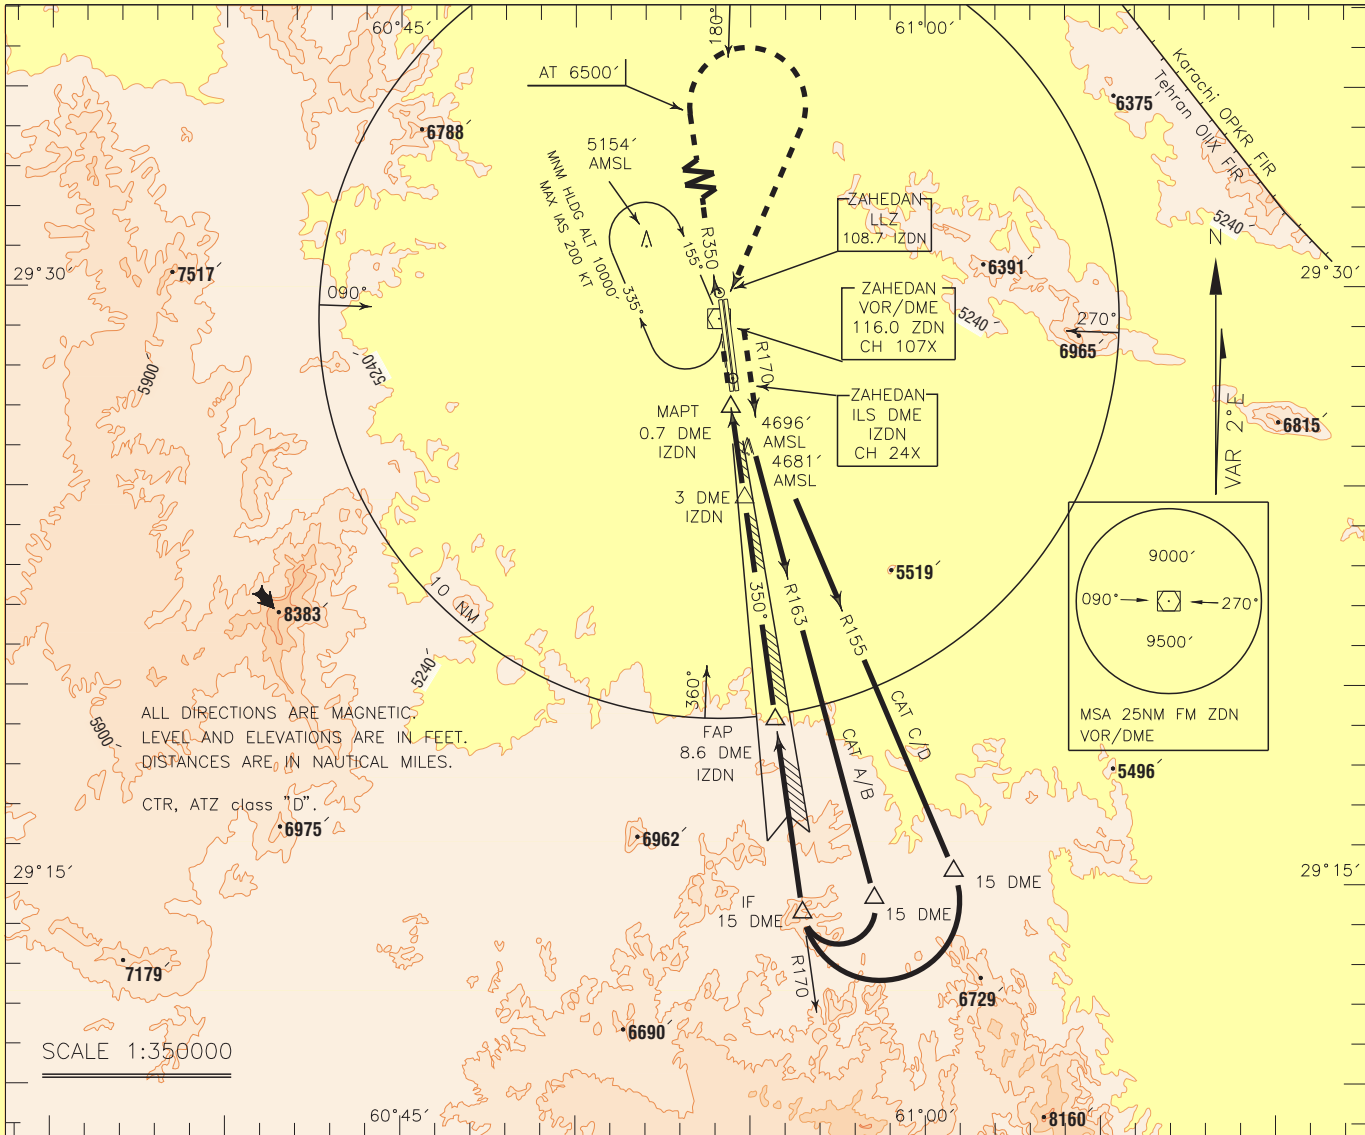 60°45′
61°00′
180°
AT 6500′
6788′
6375′
Karachi OPKR FIR
Tehran OIIX FIR
5240′
5154′
AMSL
MNM HLDG ALT 10000′
MAX IAS 200 KT
ZAHEDAN
LLZ
108.7 IZDN
R350
155°
335°
29°30′
7517′
6391′
N
29°30′
090°
ZAHEDAN
VOR/DME
116.0 ZDN
CH 107X
5240′
270°
6965′
5900′
5240′
R170
ZAHEDAN
ILS DME
IZDN
CH 24X
VAR 2°E
6815′
MAPT
0.7 DME
IZDN
4696′
AMSL
4681′
AMSL
3 DME
IZDN
5519′
9000′
090°
270°
9500′
MSA 25NM FM ZDN
VOR/DME
10 NM
8383′
350°
R163
R155
5240′
360°
CAT C/D
CAT A/B
5900′
ALL DIRECTIONS ARE MAGNETIC.
LEVEL AND ELEVATIONS ARE IN FEET.
DISTANCES ARE IN NAUTICAL MILES.
CTR, ATZ class "D".
FAP
8.6 DME
IZDN
5496′
6975′
6962′
29°15′
29°15′
15 DME
IF
15 DME
15 DME
7179′
R170
6729′
6690′
SCALE 1:350000
60°45′
61°00′
8160′